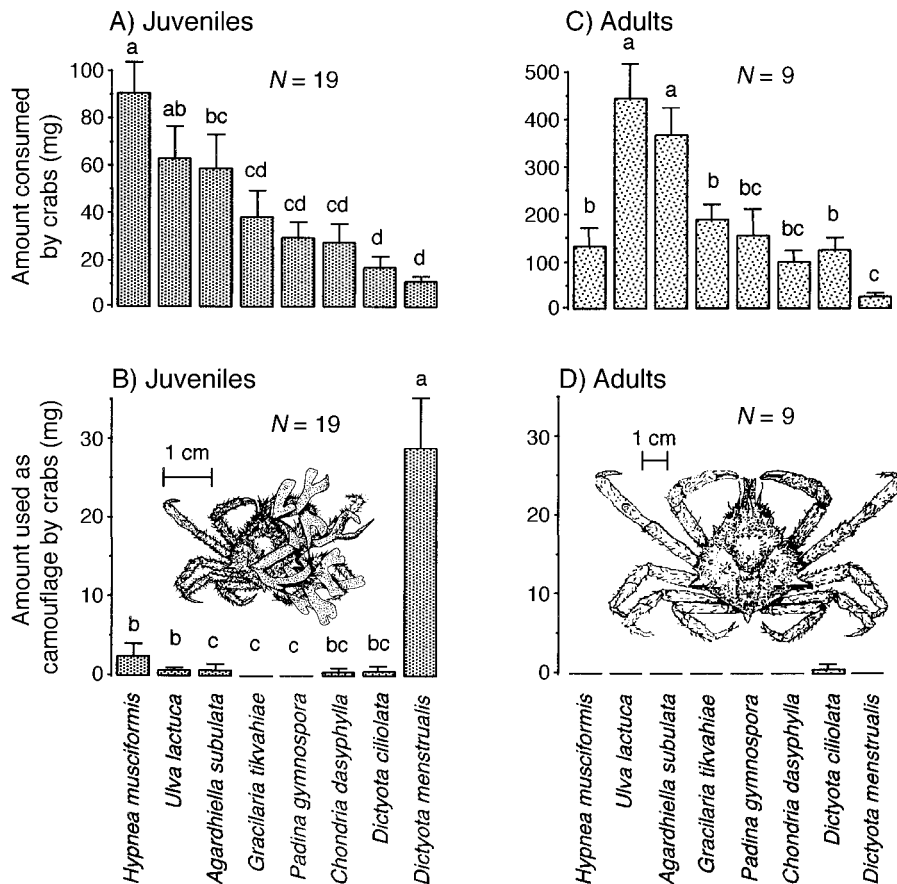 A) Juveniles
Amount consumed
by crabs (mg)
100
80
60
40
20
0
N = 19
a
ab
bc
cd
cd
cd
d
d
C) Adults
500
400
300
200
100
0
N = 9
b
a
a
b
bc
bc
b
c
B) Juveniles
Amount used as
camouflage by crabs (mg)
30
20
10
0
N = 19
1 cm
b
b
c
c
c
bc
bc
a
Hypnea musciformis
Ulva lactuca
Agardhiella subulata
Gracilaria tikvahiae
Padina gymnospora
Chondria dasyphylla
Dictyota ciliolata
Dictyota menstrualis
D) Adults
30
20
10
0
N = 9
1 cm
Hypnea musciformis
Ulva lactuca
Agardhiella subulata
Gracilaria tikvahiae
Padina gymnospora
Chondria dasyphylla
Dictyota ciliolata
Dictyota menstrualis